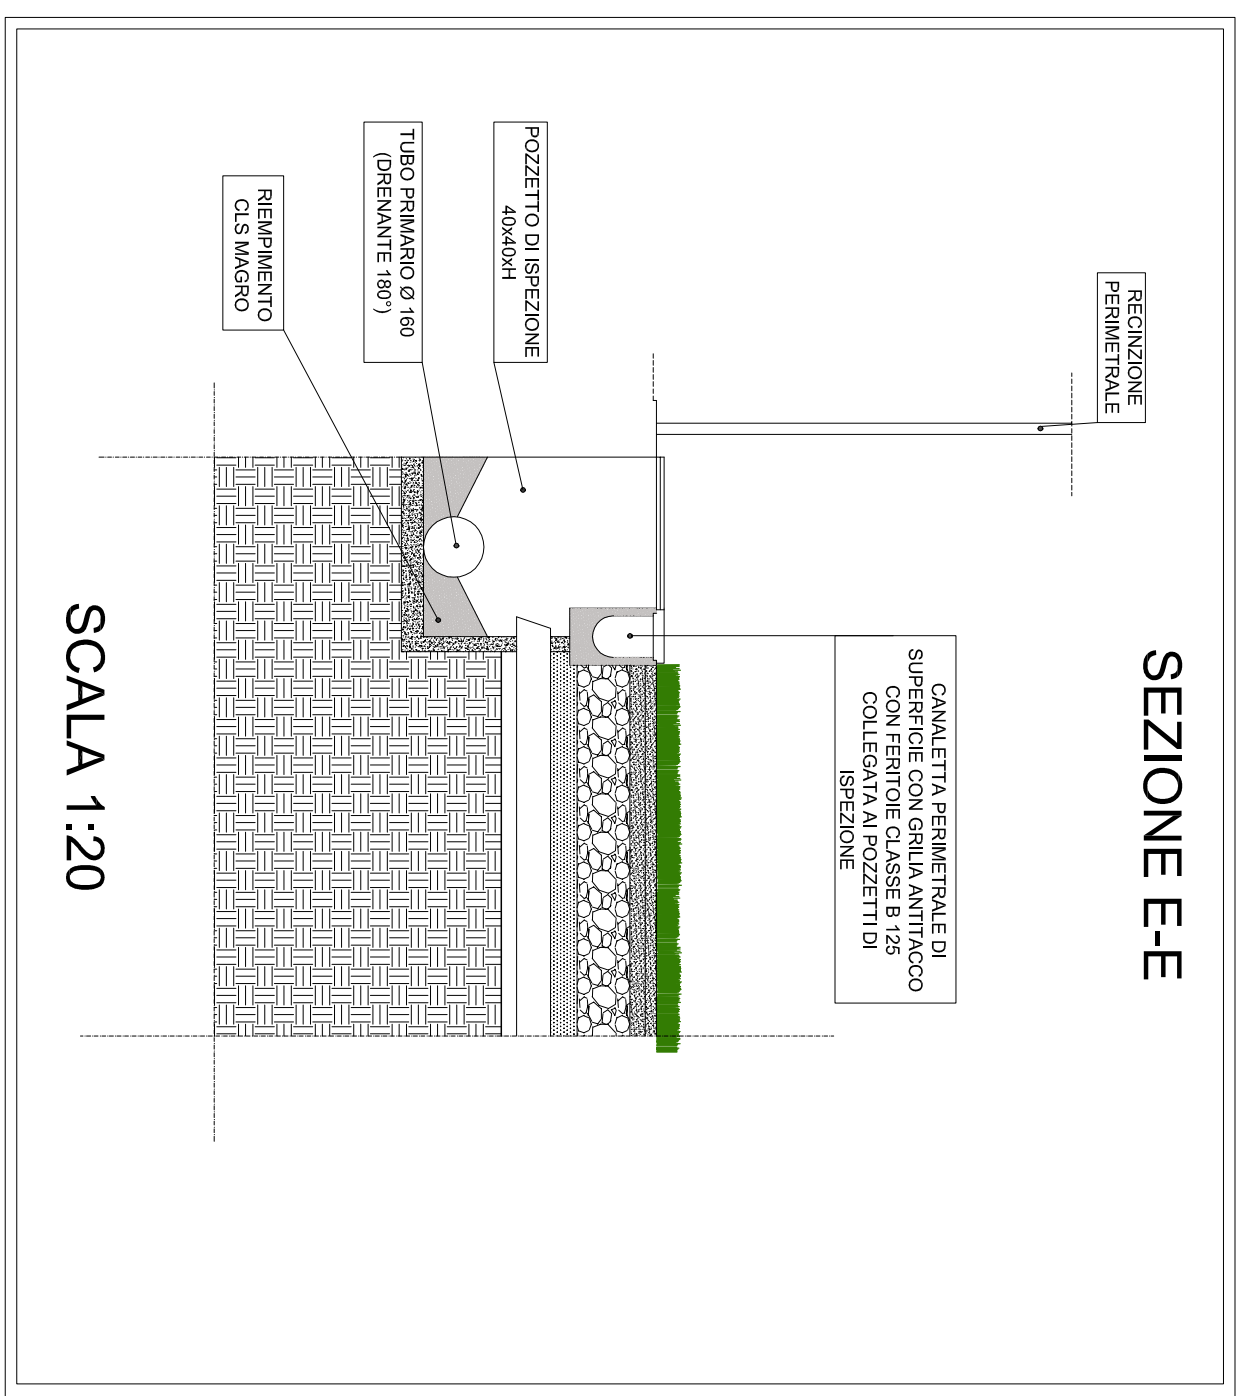 SEZIONE E-E
RECINZIONE
PERIMETRALE
CANALETTA PERIMETRALE DI
SUPERFICIE CON GRILIA ANTITACCO
CON FERITOIE CLASSE B 125
COLLEGATA AI POZZETTI DI
ISPEZIONE
POZZETTO DI ISPEZIONE
40x40xH
TUBO PRIMARIO Ø 160
(DRENANTE 180°)
RIEMPIMENTO
CLS MAGRO
SCALA 1:20